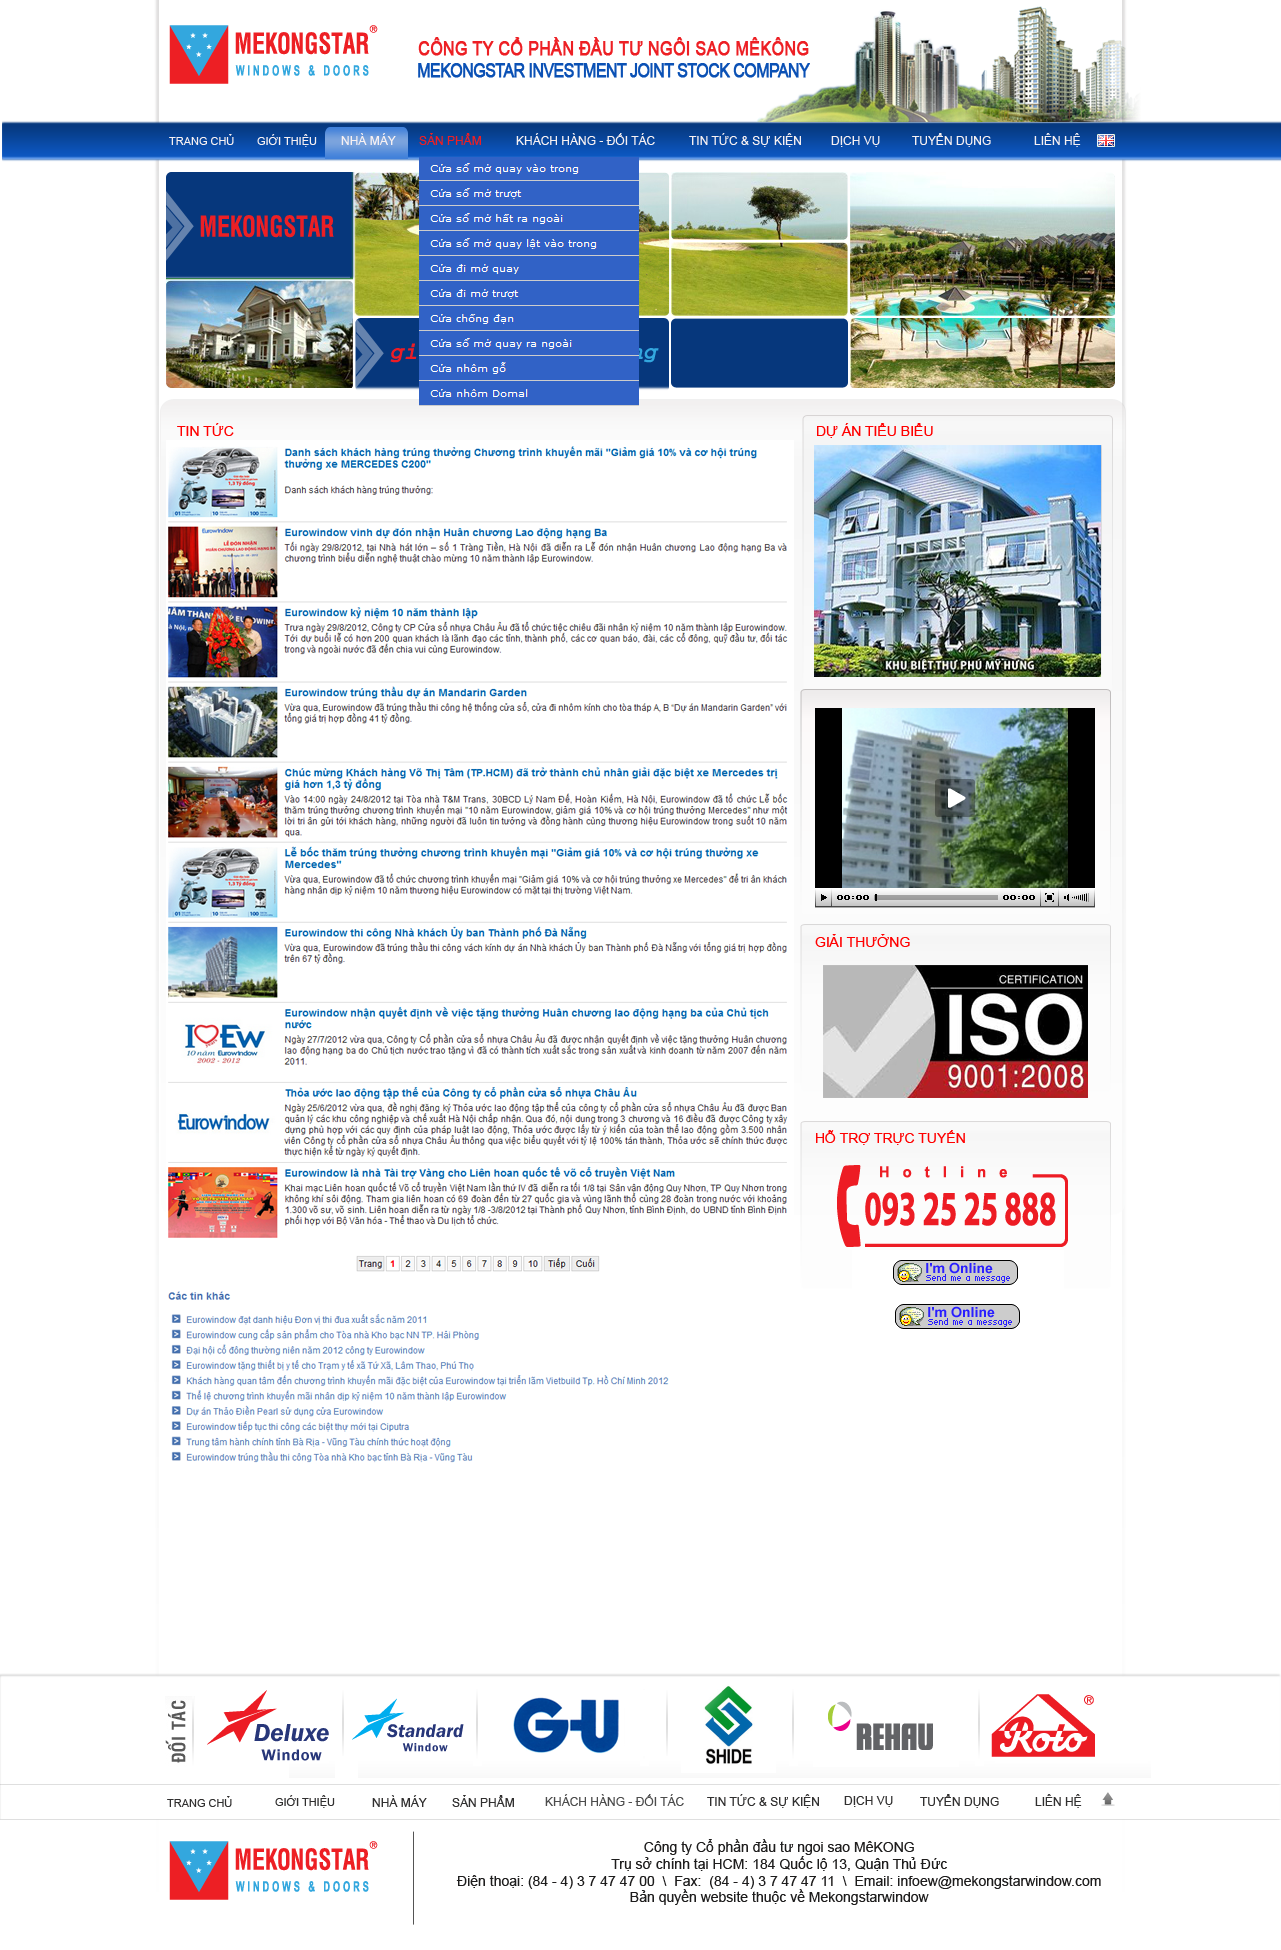 MEKONGSTAR®
WINDOWS & DOORS
CÔNG TY CỔ PHẦN ĐẦU TƯ NGÔI SAO MÊKÔNG
MEKONGSTAR INVESTMENT JOINT STOCK COMPANY
TRANG CHỦ GIỚI THIỆU NHÀ MÁY SẢN PHẨM KHÁCH HÀNG - ĐỐI TÁC TIN TỨC & SỰ KIỆN DỊCH VỤ TUYỂN DỤNG LIÊN HỆ
Cửa sổ mở quay vào trong
Cửa sổ mở trượt
Cửa sổ mở hất ra ngoài
Cửa sổ mở quay lật vào trong
Cửa đi mở quay
Cửa đi mở trượt
Cửa chống đạn
Cửa sổ mở quay ra ngoài
Cửa nhôm gỗ
Cửa nhôm Domal
MEKONGSTAR
TIN TỨC
Danh sách khách hàng trúng thưởng Chương trình khuyến mãi "Giảm giá 10% và cơ hội trúng
thưởng xe MERCEDES C200"
Danh sách khách hàng trúng thưởng:
1,3 Tỷ đồng
01 10 100
Eurowindow vinh dự đón nhận Huân chương Lao động hạng Ba
Tối ngày 29/8/2012, tại Nhà hát lớn – số 1 Tràng Tiền, Hà Nội đã diễn ra Lễ đón nhận Huân chương Lao động hạng Ba và
chương trình biểu diễn nghệ thuật chào mừng 10 năm thành lập Eurowindow.
Eurowindow
LỄ ĐÓN NHẬN
HUÂN CHƯƠNG LAO ĐỘNG HẠNG BA
Eurowindow kỷ niệm 10 năm thành lập
Trưa ngày 29/8/2012, Công ty CP Cửa sổ nhựa Châu Âu đã tổ chức tiệc chiêu đãi nhân kỷ niệm 10 năm thành lập Eurowindow.
Tới dự buổi lễ có hơn 200 quan khách là lãnh đạo các tỉnh, thành phố, các cơ quan báo, đài, các cổ đông, quỹ đầu tư, đối tác
trong và ngoài nước đã đến chia vui cùng Eurowindow.
Eurowindow trúng thầu dự án Mandarin Garden
Vừa qua, Eurowindow đã trúng thầu thi công hệ thống cửa sổ, cửa đi nhôm kính cho tòa tháp A, B “Dự án Mandarin Garden” với
tổng giá trị hợp đồng 41 tỷ đồng.
Chúc mừng Khách hàng Võ Thị Tâm (TP.HCM) đã trở thành chủ nhân giải đặc biệt xe Mercedes trị
giá hơn 1,3 tỷ đồng
Vào 14:00 ngày 24/8/2012 tại Tòa nhà T&M Trans, 30BCD Lý Nam Đế, Hoàn Kiếm, Hà Nội, Eurowindow đã tổ chức Lễ bốc
thăm trúng thưởng chương trình khuyến mại "10 năm Eurowindow, giảm giá 10% và cơ hội trúng thưởng Mercedes" như một
lời tri ân gửi tới khách hàng, những người đã luôn tin tưởng và đồng hành cùng thương hiệu Eurowindow trong suốt 10 năm
qua.
Lễ bốc thăm trúng thưởng chương trình khuyến mại "Giảm giá 10% và cơ hội trúng thưởng xe
Mercedes"
Vừa qua, Eurowindow đã tổ chức chương trình khuyến mại "Giảm giá 10% và cơ hội trúng thưởng xe Mercedes" để tri ân khách
hàng nhân dịp kỷ niệm 10 năm thương hiệu Eurowindow có mặt tại thị trường Việt Nam.
1,3 Tỷ đồng
01 10 100
Eurowindow thi công Nhà khách Ủy ban Thành phố Đà Nẵng
Vừa qua, Eurowindow đã trúng thầu thi công vách kính dự án Nhà khách Ủy ban Thành phố Đà Nẵng với tổng giá trị hợp đồng
trên 67 tỷ đồng.
Eurowindow nhận quyết định về việc tặng thưởng Huân chương lao động hạng ba của Chủ tịch
nước
Ngày 27/7/2012 vừa qua, Công ty Cổ phần cửa sổ nhựa Châu Âu đã được nhận quyết định về việc tặng thưởng Huân chương
lao động hạng ba do Chủ tịch nước trao tặng vì đã có thành tích xuất sắc trong sản xuất và kinh doanh từ năm 2007 đến năm
2011.
I Ew
10 năm Eurowindow
2002 - 2012
Thỏa ước lao động tập thể của Công ty cổ phần cửa sổ nhựa Châu Âu
Ngày 25/6/2012 vừa qua, đề nghị đăng ký Thỏa ước lao động tập thể của công ty cổ phần cửa sổ nhựa Châu Âu đã được Ban
quản lý các khu công nghiệp và chế xuất Hà Nội chấp nhận. Qua đó, nội dung trong 3 chương và 16 điều đã được Công ty xây
dựng phù hợp với các quy định của pháp luật lao động, Thỏa ước được lấy từ ý kiến của toàn thể lao động gồm 3.500 nhân
viên Công ty cổ phần cửa sổ nhựa Châu Âu thông qua việc biểu quyết với tỷ lệ 100% tán thành, Thỏa ước sẽ chính thức được
thực hiện kể từ ngày ký quyết định.
Eurowindow
Eurowindow là nhà Tài trợ Vàng cho Liên hoan quốc tế võ cổ truyền Việt Nam
Khai mạc Liên hoan quốc tế Võ cổ truyền Việt Nam lần thứ IV đã diễn ra tối 1/8 tại Sân vận động Quy Nhơn, TP Quy Nhơn trong
không khí sôi động. Tham gia liên hoan có 69 đoàn đến từ 27 quốc gia và vùng lãnh thổ cùng 28 đoàn trong nước với khoảng
1.300 võ sư, võ sinh. Liên hoan diễn ra từ ngày 1/8 -3/8/2012 tại Thành phố Quy Nhơn, tỉnh Bình Định, do UBND tỉnh Bình Định
phối hợp với Bộ Văn hóa - Thể thao và Du lịch tổ chức.
Trang 1 2 3 4 5 6 7 8 9 10 Tiếp Cuối
Các tin khác
Eurowindow đạt danh hiệu Đơn vị thi đua xuất sắc năm 2011
Eurowindow cung cấp sản phẩm cho Tòa nhà Kho bạc NN TP. Hải Phòng
Đại hội cổ đông thường niên năm 2012 công ty Eurowindow
Eurowindow tặng thiết bị y tế cho Trạm y tế xã Tứ Xã, Lâm Thao, Phú Thọ
Khách hàng quan tâm đến chương trình khuyến mãi đặc biệt của Eurowindow tại triển lãm Vietbuild Tp. Hồ Chí Minh 2012
Thể lệ chương trình khuyến mãi nhân dịp kỷ niệm 10 năm thành lập Eurowindow
Dự án Thảo Điền Pearl sử dụng cửa Eurowindow
Eurowindow tiếp tục thi công các biệt thự mới tại Ciputra
Trung tâm hành chính tỉnh Bà Rịa - Vũng Tàu chính thức hoạt động
Eurowindow trúng thầu thi công Tòa nhà Kho bạc tỉnh Bà Rịa - Vũng Tàu
DỰ ÁN TIÊU BIỂU
KHU BIỆT THỰ PHÚ MỸ HƯNG
00:00 00:00
GIẢI THƯỞNG
CERTIFICATION
ISO
9001:2008
HỖ TRỢ TRỰC TUYẾN
Hotline
093 25 25 888
I'm Online
Send me a message
I'm Online
Send me a message
ĐỐI TÁC
Deluxe
Window
Standard
Window
G-U
SHIDE
REHAU
Roto®
TRANG CHỦ GIỚI THIỆU NHÀ MÁY SẢN PHẨM KHÁCH HÀNG - ĐỐI TÁC TIN TỨC & SỰ KIỆN DỊCH VỤ TUYỂN DỤNG LIÊN HỆ
MEKONGSTAR®
WINDOWS & DOORS
Công ty Cổ phần đầu tư ngoi sao MêKONG
Trụ sở chính tại HCM: 184 Quốc lộ 13, Quận Thủ Đức
Điện thoại: (84 - 4) 3 7 47 47 00 \ Fax: (84 - 4) 3 7 47 47 11 \ Email: infoew@mekongstarwindow.com
Bản quyền website thuộc về Mekongstarwindow